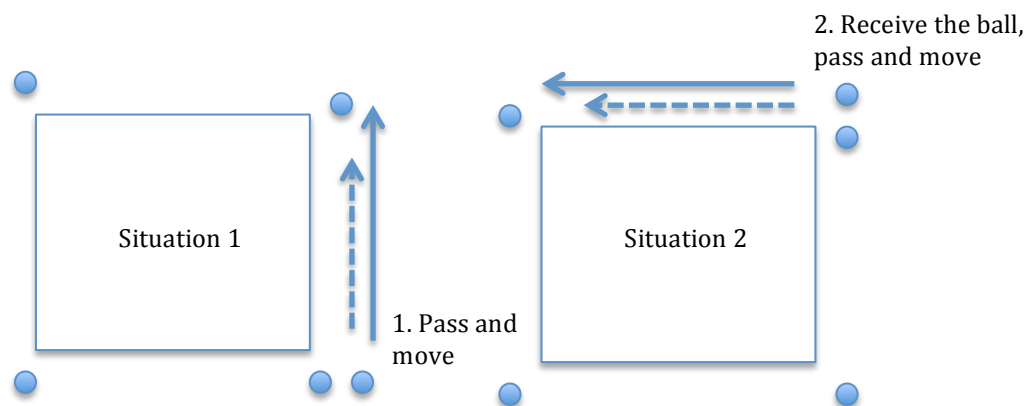 2. Receive the ball,
pass and move
Situation 1
Situation 2
1. Pass and
move